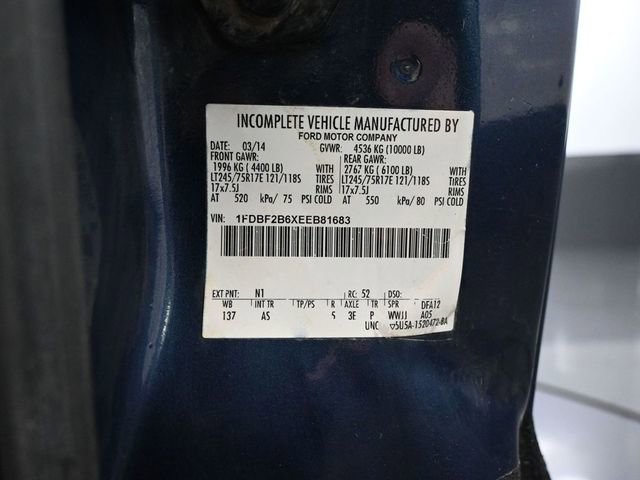 INCOMPLETE VEHICLE MANUFACTURED BY
FORD MOTOR COMPANY
DATE: 03/14 GVWR: 4536 KG (10000 LB)
FRONT GAWR: REAR GAWR:
1996 KG ( 4400 LB) WITH 2767 KG ( 6100 LB) WITH
LT245/75R17E 121/118S TIRES LT245/75R17E 121/118S TIRES
17x7.5J RIMS 17x7.5J RIMS
AT 520 kPa/ 75 PSI COLD AT 550 kPa/ 80 PSI COLD
VIN: 1FDBF2B6XEEB81683
EXT PNT: N1 RC: 52 DSO:
WB INT TR TP/PS R AXLE TR SPR DFA12
137 AS 5 3E P WWJJ A05
UNC 5U5A-1520472-BA